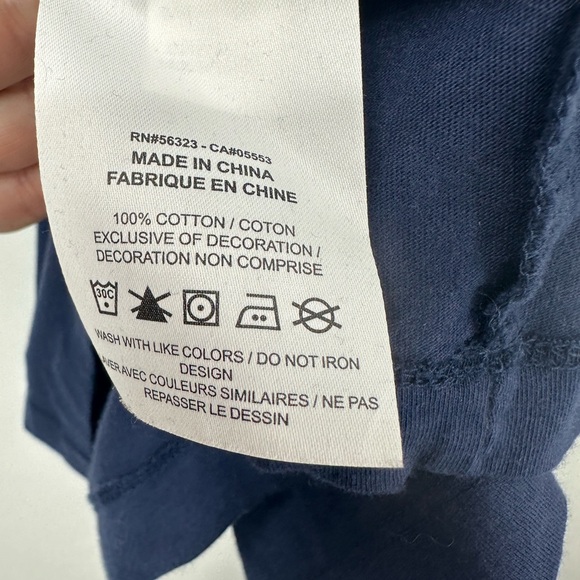 RN#56323 - CA#05553
MADE IN CHINA
FABRIQUE EN CHINE
100% COTTON / COTON
EXCLUSIVE OF DECORATION /
DECORATION NON COMPRISE
30C
WASH WITH LIKE COLORS / DO NOT IRON
DESIGN
AVEC COULEURS SIMILAIRES / NE PAS
REPASSER LE DESSIN